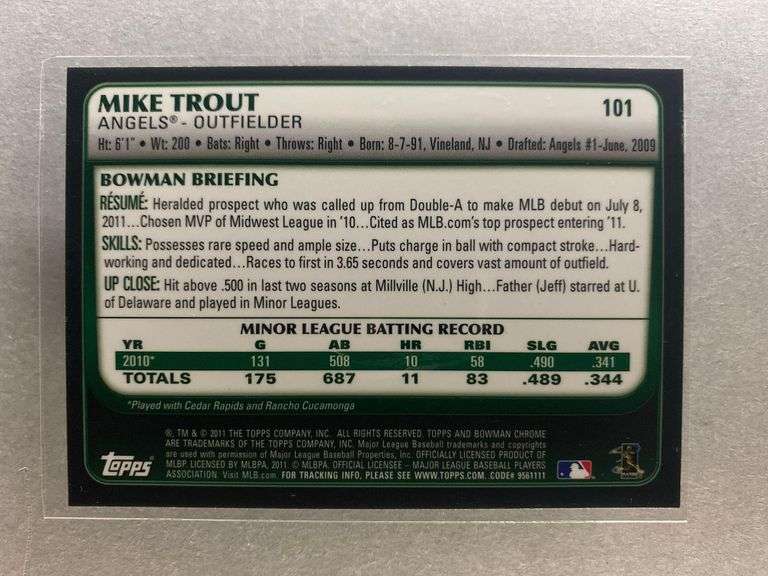 MIKE TROUT
101
ANGELS® - OUTFIELDER
Ht: 6'1" • Wt: 200 • Bats: Right • Throws: Right • Born: 8-7-91, Vineland, NJ • Drafted: Angels #1-June, 2009
BOWMAN BRIEFING
RÉSUMÉ: Heralded prospect who was called up from Double-A to make MLB debut on July 8,
2011...Chosen MVP of Midwest League in '10...Cited as MLB.com's top prospect entering '11.
SKILLS: Possesses rare speed and ample size...Puts charge in ball with compact stroke...Hard-
working and dedicated...Races to first in 3.65 seconds and covers vast amount of outfield.
UP CLOSE: Hit above .500 in last two seasons at Millville (N.J.) High...Father (Jeff) starred at U.
of Delaware and played in Minor Leagues.
MINOR LEAGUE BATTING RECORD
YR G AB HR RBI SLG AVG
2010* 131 508 10 58 .490 .341
TOTALS 175 687 11 83 .489 .344
*Played with Cedar Rapids and Rancho Cucamonga
®, TM & © 2011 THE TOPPS COMPANY, INC. ALL RIGHTS RESERVED. TOPPS AND BOWMAN CHROME
ARE TRADEMARKS OF THE TOPPS COMPANY, INC. Major League Baseball trademarks and copyrights
are used with permission of Major League Baseball Properties, Inc. OFFICIALLY LICENSED PRODUCT OF
MLBP. LICENSED BY MLBPA, 2011 © MLBPA. OFFICIAL LICENSEE – MAJOR LEAGUE BASEBALL PLAYERS
ASSOCIATION. Visit MLB.com. FOR TRACKING INFO, PLEASE SEE WWW.TOPPS.COM. CODE# 9561111
Topps